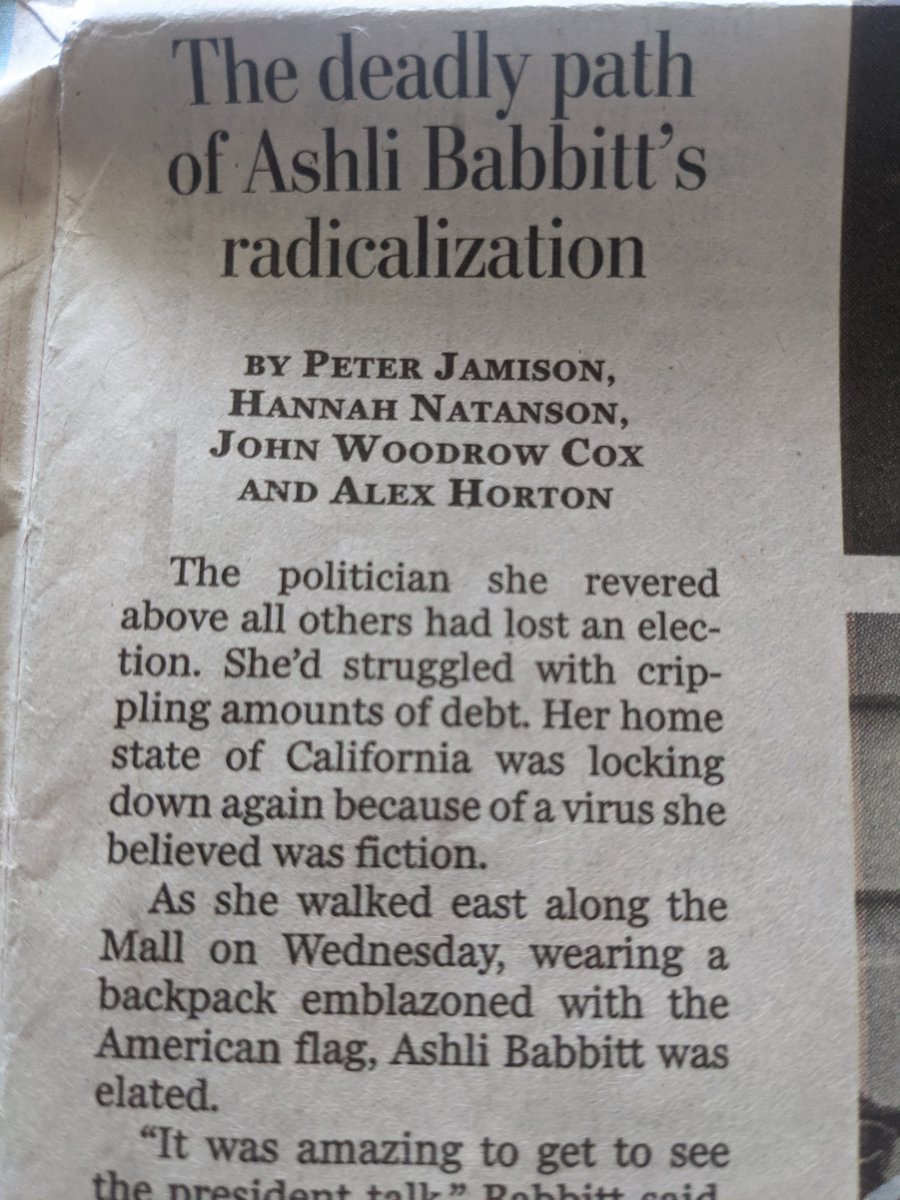 The deadly path
of Ashli Babbitt’s
radicalization
BY PETER JAMISON,
HANNAH NATANSON,
JOHN WOODROW COX
AND ALEX HORTON
The politician she revered
above all others had lost an elec-
tion. She’d struggled with crip-
pling amounts of debt. Her home
state of California was locking
down again because of a virus she
believed was fiction.
As she walked east along the
Mall on Wednesday, wearing a
backpack emblazoned with the
American flag, Ashli Babbitt was
elated.
“It was amazing to get to see
the president talk,” Babbitt said